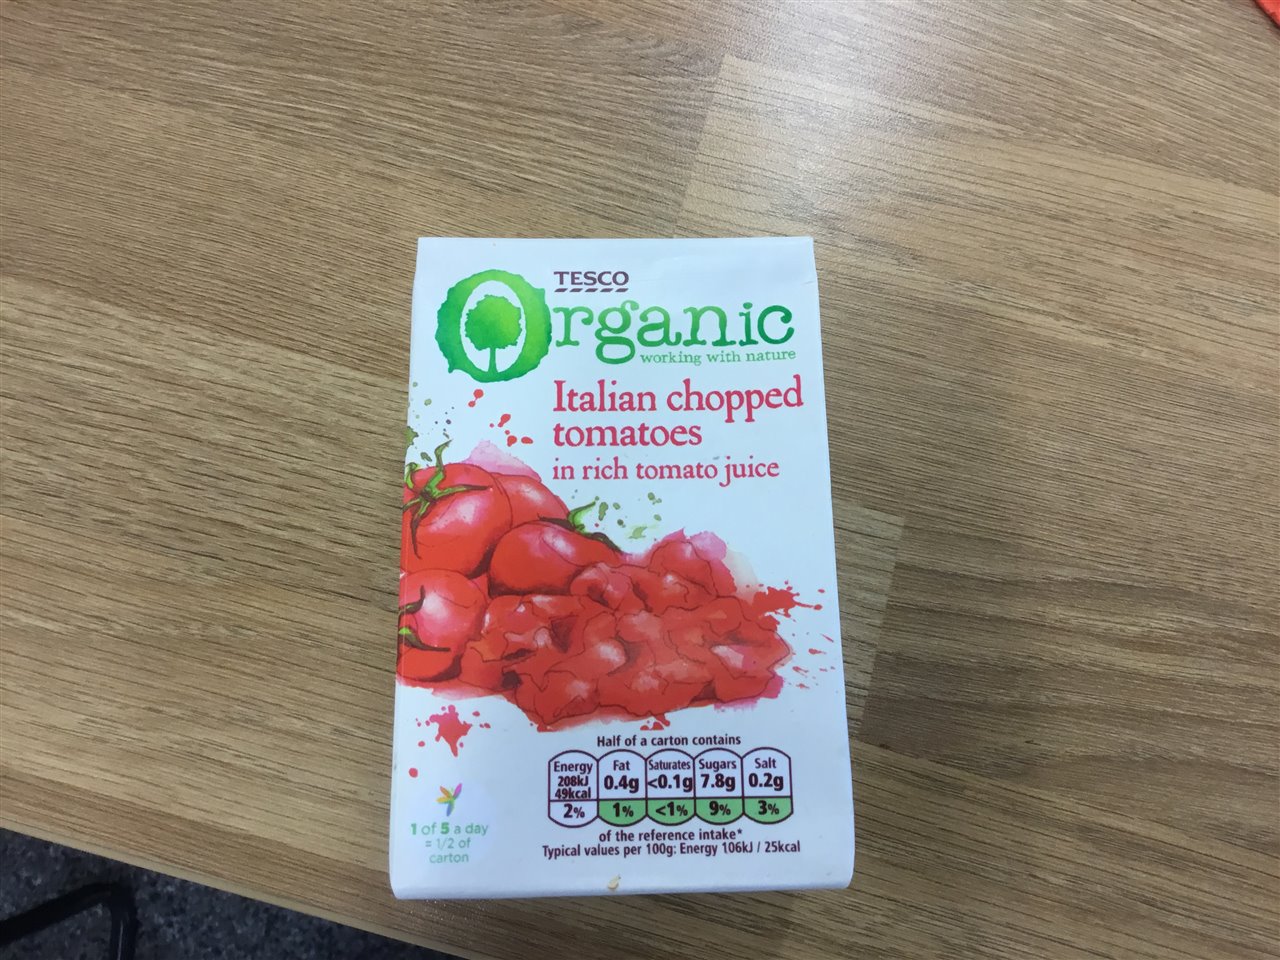 TESCO
Organic
working with nature
Italian chopped
tomatoes
in rich tomato juice
Half of a carton contains
Energy 208kJ 49kcal 2%
Fat 0.4g 1%
Saturates <0.1g <1%
Sugars 7.8g 9%
Salt 0.2g 3%
of the reference intake*
Typical values per 100g: Energy 106kJ / 25kcal
1 of 5 a day
= 1/2 of
carton